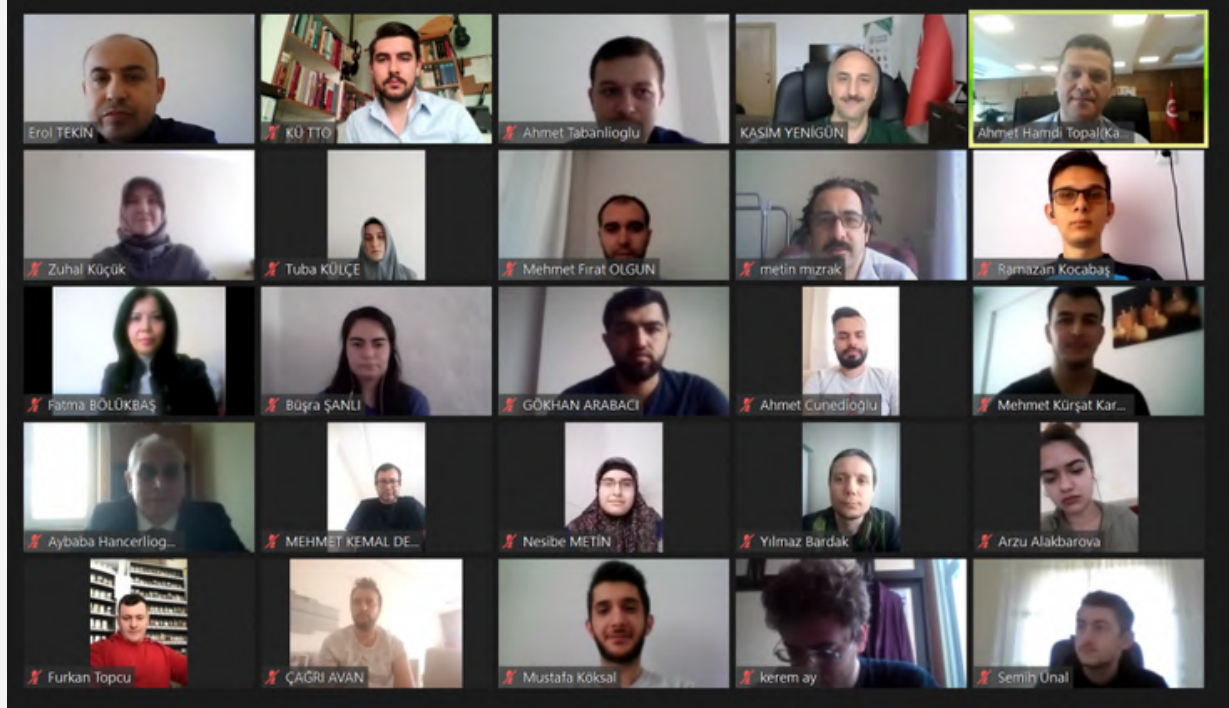 Erol TEKİN
KÜ TTO
Ahmet Tabanlioglu
KASIM YENİGÜN
Ahmet Hamdi Topal(Ka...
Zuhal Küçük
Tuba KÜLÇE
Mehmet Fırat OLGUN
metin mızrak
Ramazan Kocabaş
Fatma BÖLÜKBAŞ
Büşra ŞANLI
GÖKHAN ARABACI
Ahmet Cunedioğlu
Mehmet Kürşat Kar...
Aybaba Hancerliog...
MEHMET KEMAL DE...
Nesibe METİN
Yılmaz Bardak
Arzu Alakbarova
Furkan Topcu
ÇAĞRI AVAN
Mustafa Köksal
kerem ay
Semih Ünal